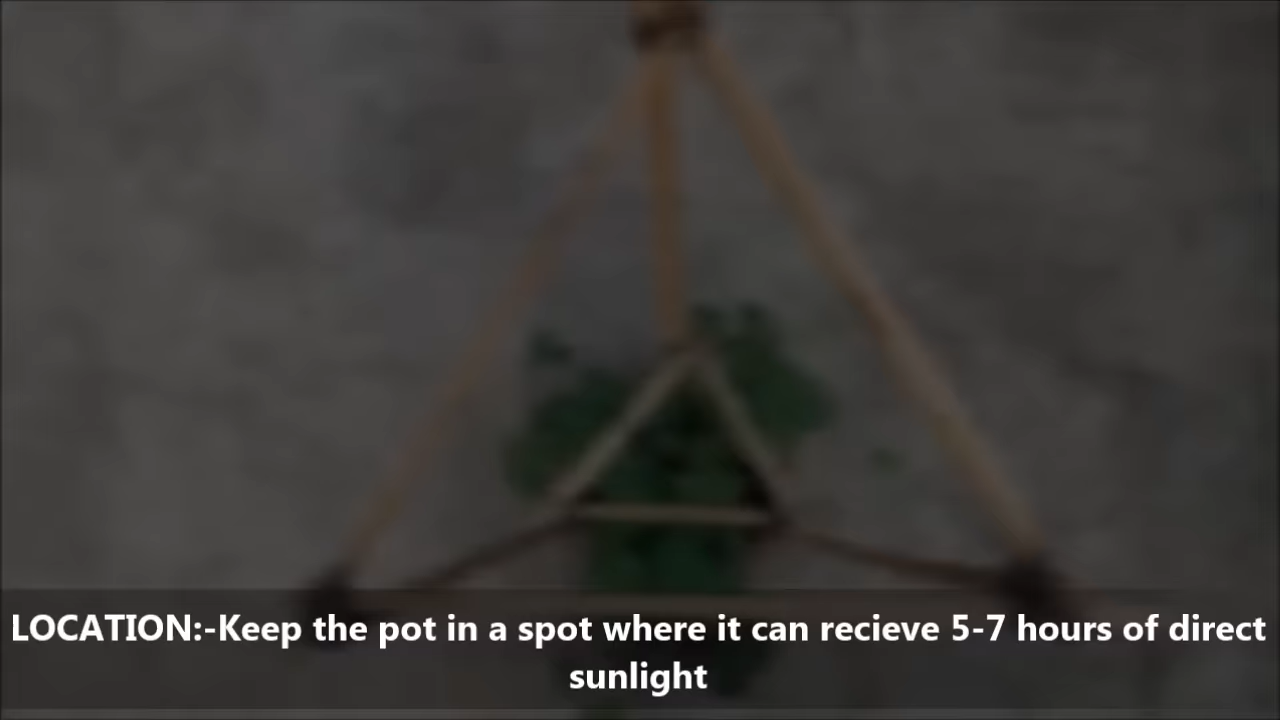 LOCATION:-Keep the pot in a spot where it can recieve 5-7 hours of direct
sunlight